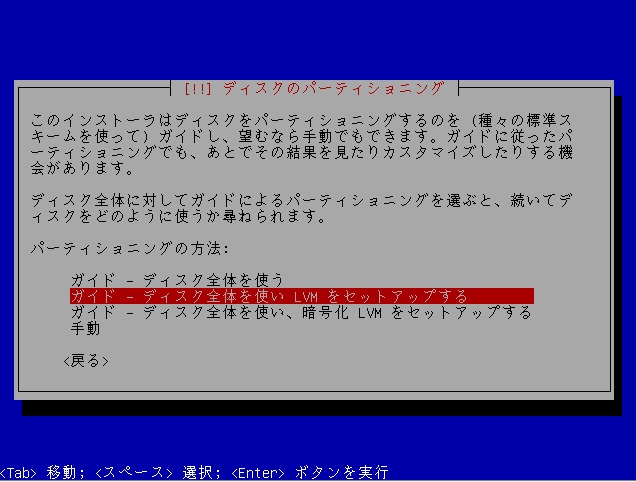 [!!] ディスクのパーティショニング
このインストーラはディスクをパーティショニングするのを (種々の標準ス
キームを使って) ガイドし、望むなら手動でもできます。ガイドに従ったパ
ーティショニングでも、あとでその結果を見たりカスタマイズしたりする機
会があります。
ディスク全体に対してガイドによるパーティショニングを選ぶと、続いてデ
ィスクをどのように使うか尋ねられます。
パーティショニングの方法:
ガイド - ディスク全体を使う
ガイド - ディスク全体を使い LVM をセットアップする
ガイド - ディスク全体を使い、暗号化 LVM をセットアップする
手動
<戻る>
<Tab> 移動; <スペース> 選択; <Enter> ボタンを実行